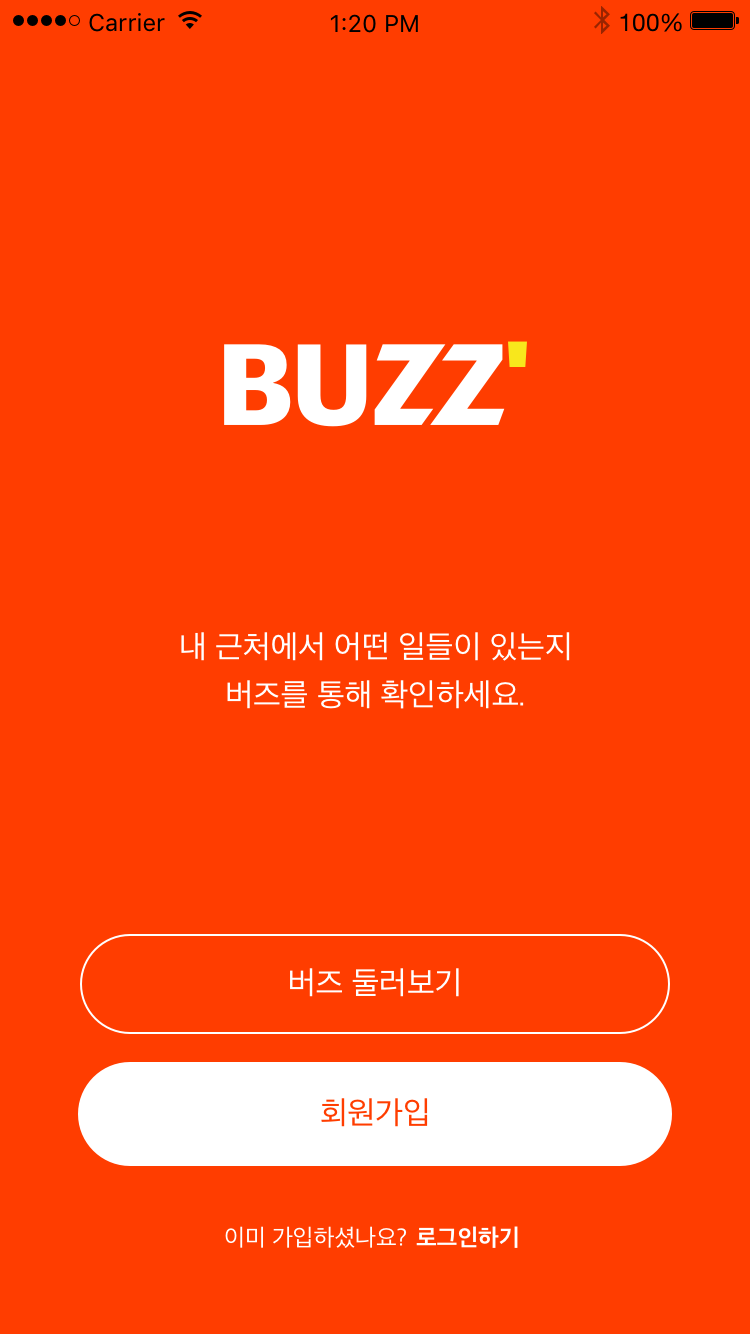 Carrier 1:20 PM 100%
BUZZ'
내 근처에서 어떤 일들이 있는지
버즈를 통해 확인하세요.
버즈 둘러보기
회원가입
이미 가입하셨나요? 로그인하기